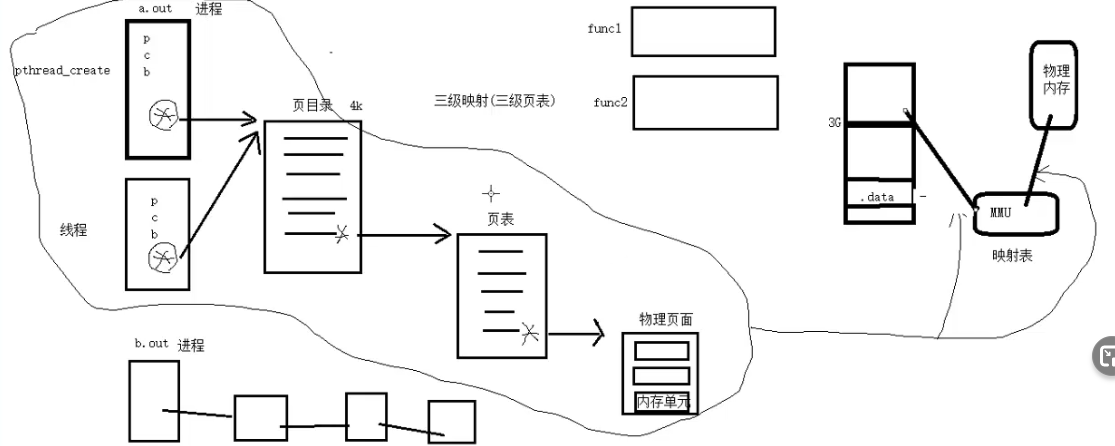 a.out 进程
p
c
b
pthread_create
func1
func2
页目录 4k
三级映射(三级页表)
物理
内存
3G
.data
MMU
映射表
线程
p
c
b
页表
物理页面
内存单元
b.out 进程